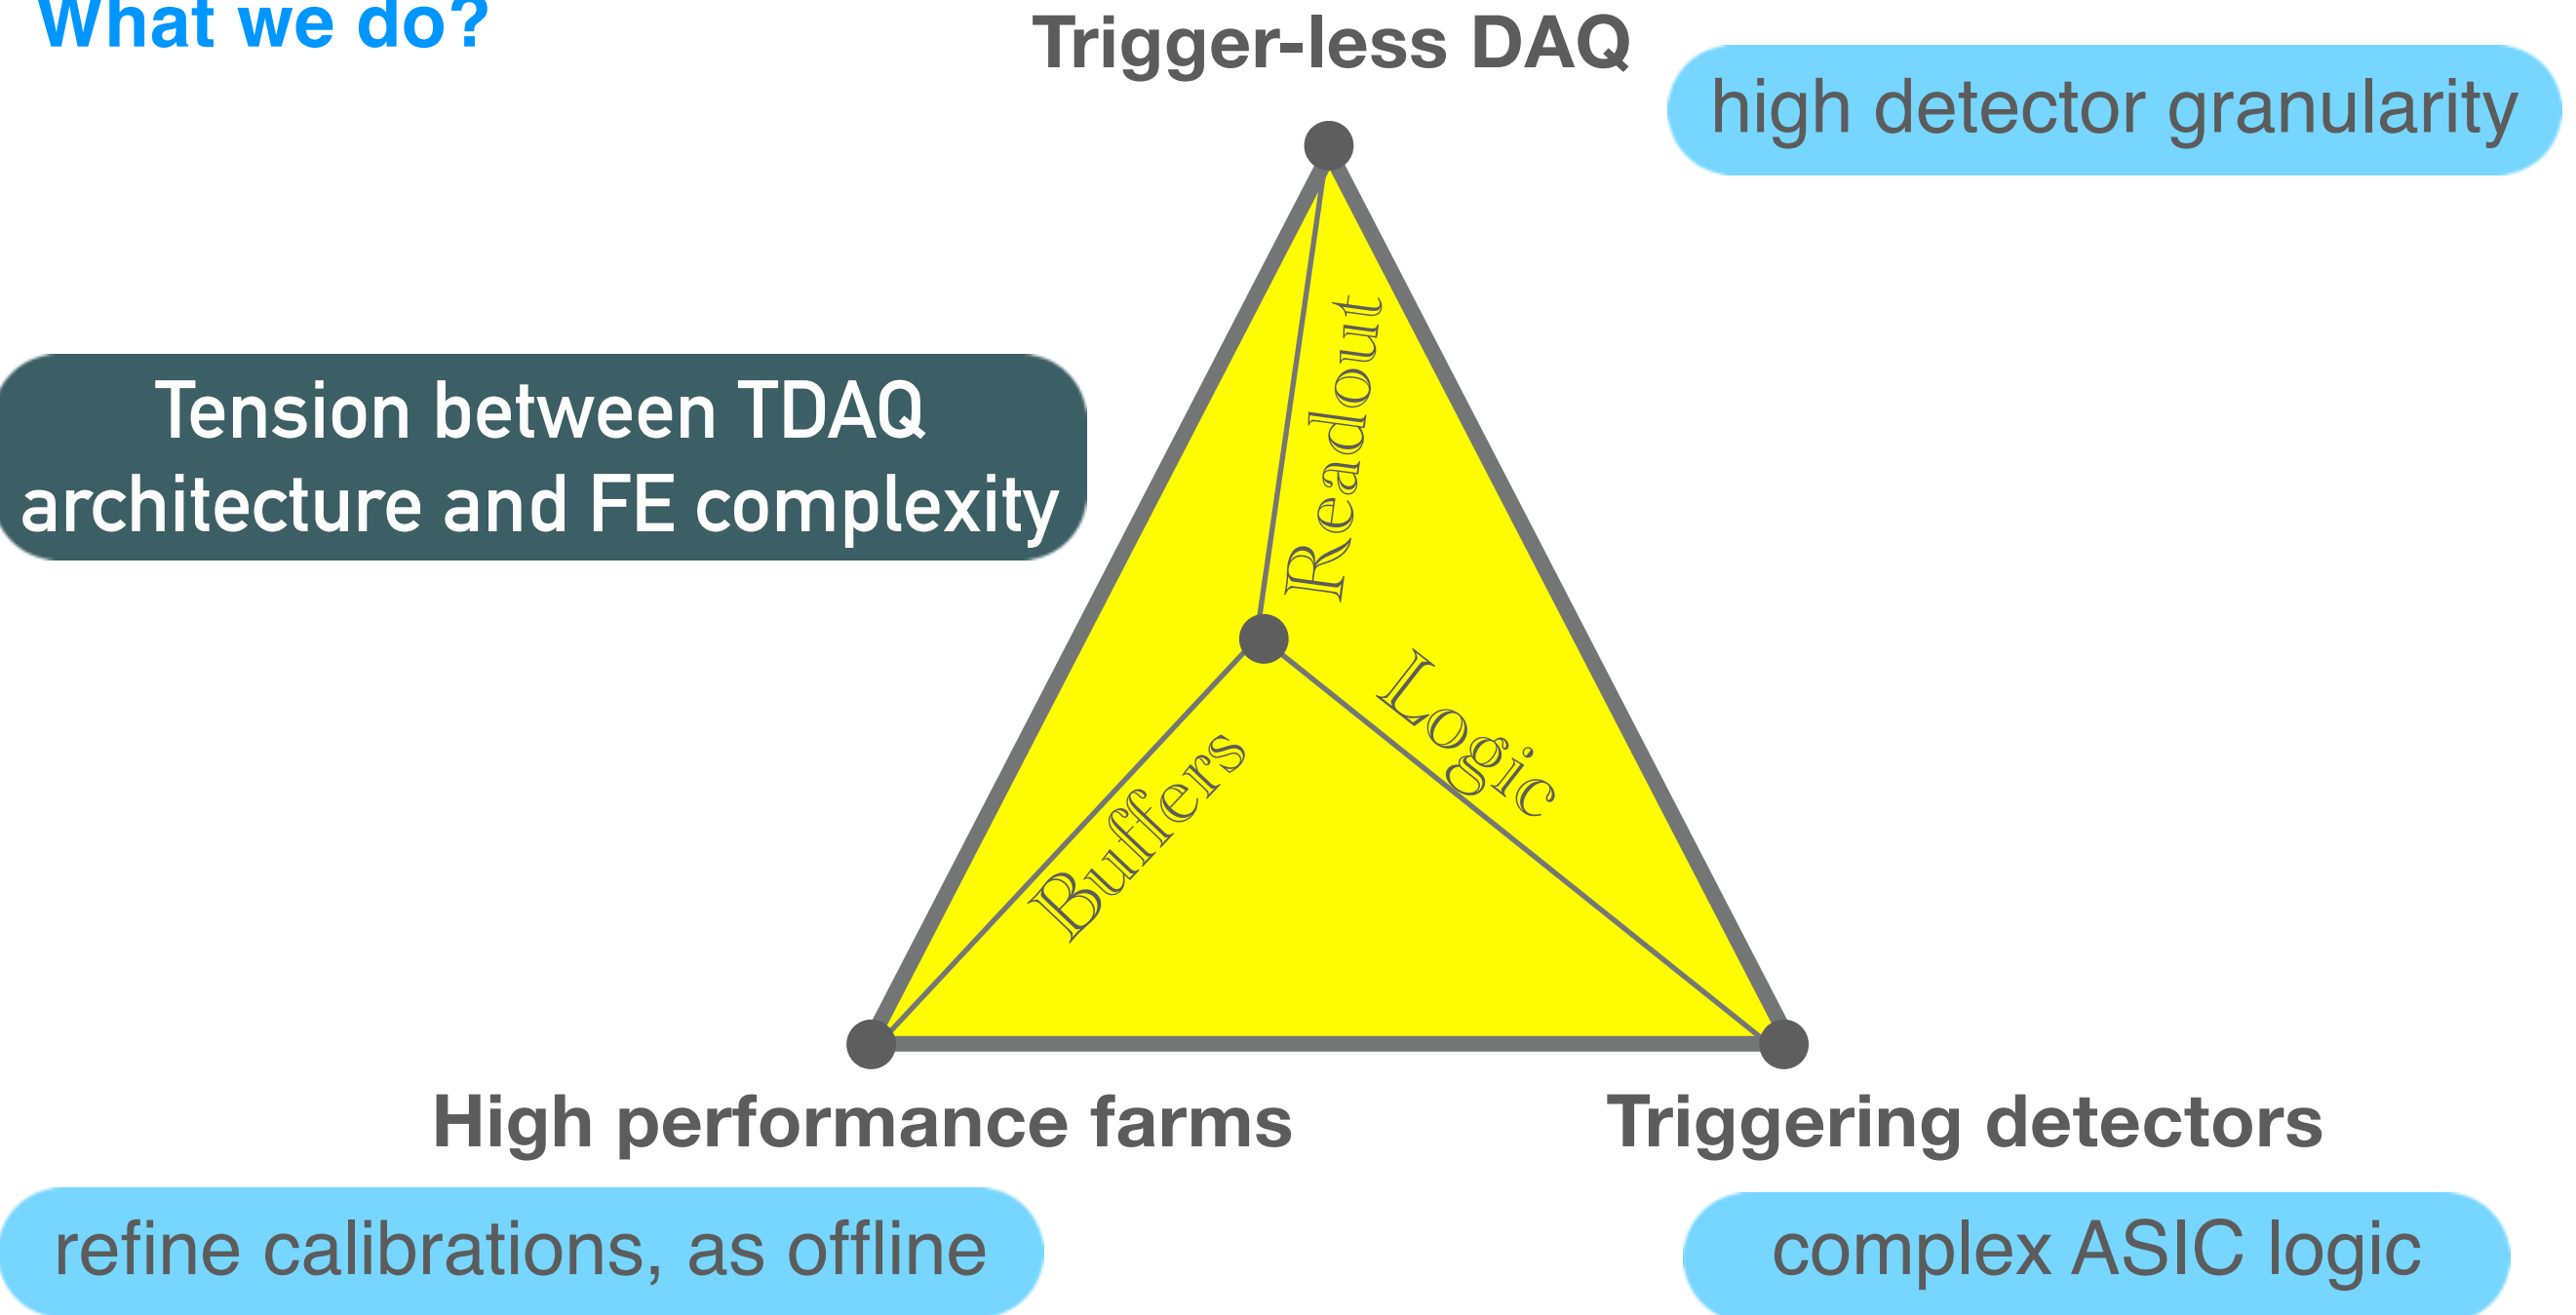 What we do?
Trigger-less DAQ
high detector granularity
Tension between TDAQ
architecture and FE complexity
Readout
Logic
Buffers
High performance farms
Triggering detectors
refine calibrations, as offline
complex ASIC logic